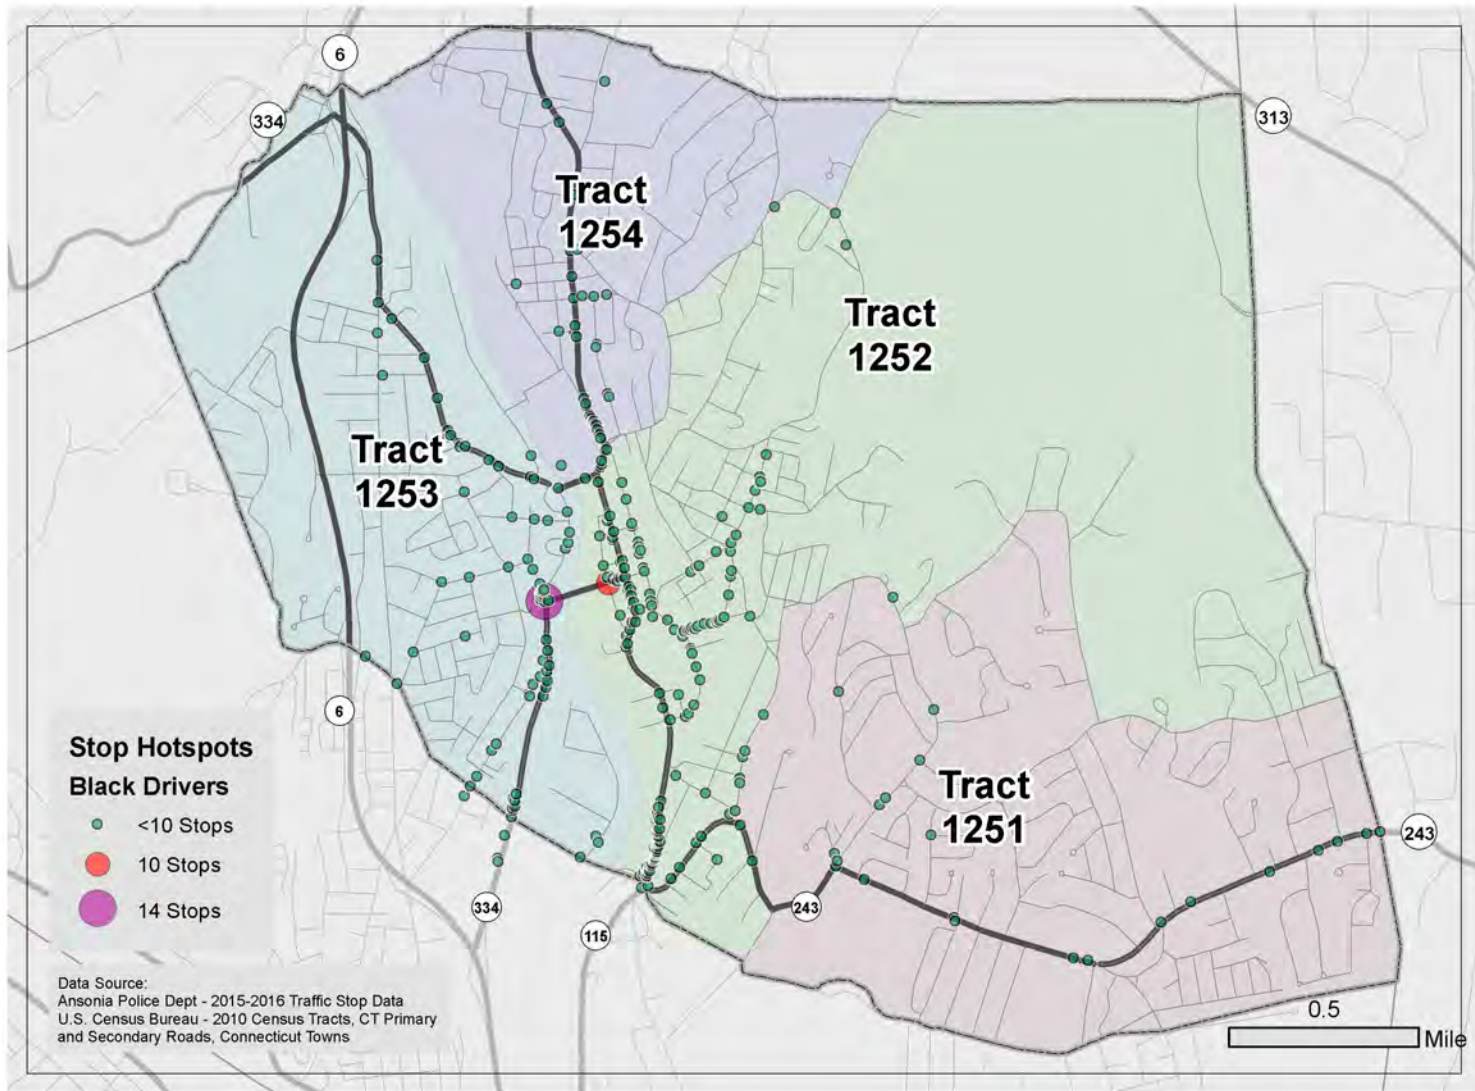 6
334
313
Tract
1254
Tract
1252
Tract
1253
6
Stop Hotspots
Black Drivers
<10 Stops
10 Stops
14 Stops
Tract
1251
243
334
243
115
Data Source:
Ansonia Police Dept - 2015-2016 Traffic Stop Data
U.S. Census Bureau - 2010 Census Tracts, CT Primary
and Secondary Roads, Connecticut Towns
0.5
Mile